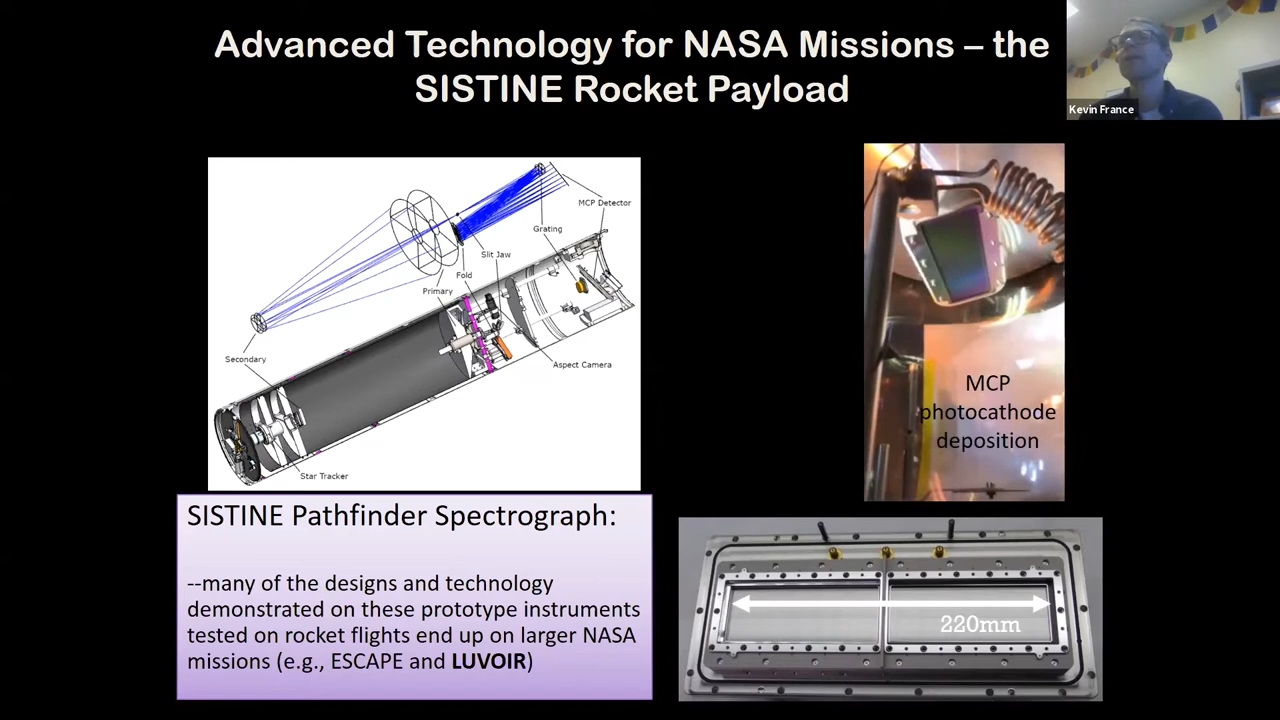 Advanced Technology for NASA Missions – the
SISTINE Rocket Payload
Kevin France
MCP Detector
Grating
Slit Jaw
Fold
Primary
Secondary
Aspect Camera
Star Tracker
MCP
photocathode
deposition
SISTINE Pathfinder Spectrograph:
--many of the designs and technology
demonstrated on these prototype instruments
tested on rocket flights end up on larger NASA
missions (e.g., ESCAPE and LUVOIR)
220mm